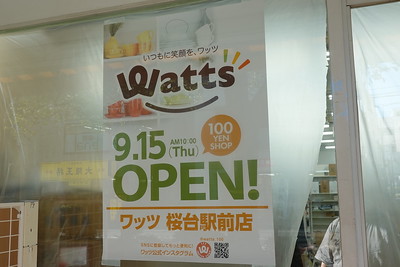 いつもに笑顔を、ワッツ
Watts
9.15
(Thu)
AM10:00
100
YEN
SHOP
OPEN!
ワッツ 桜台駅前店
ワッツ公式インスタグラム